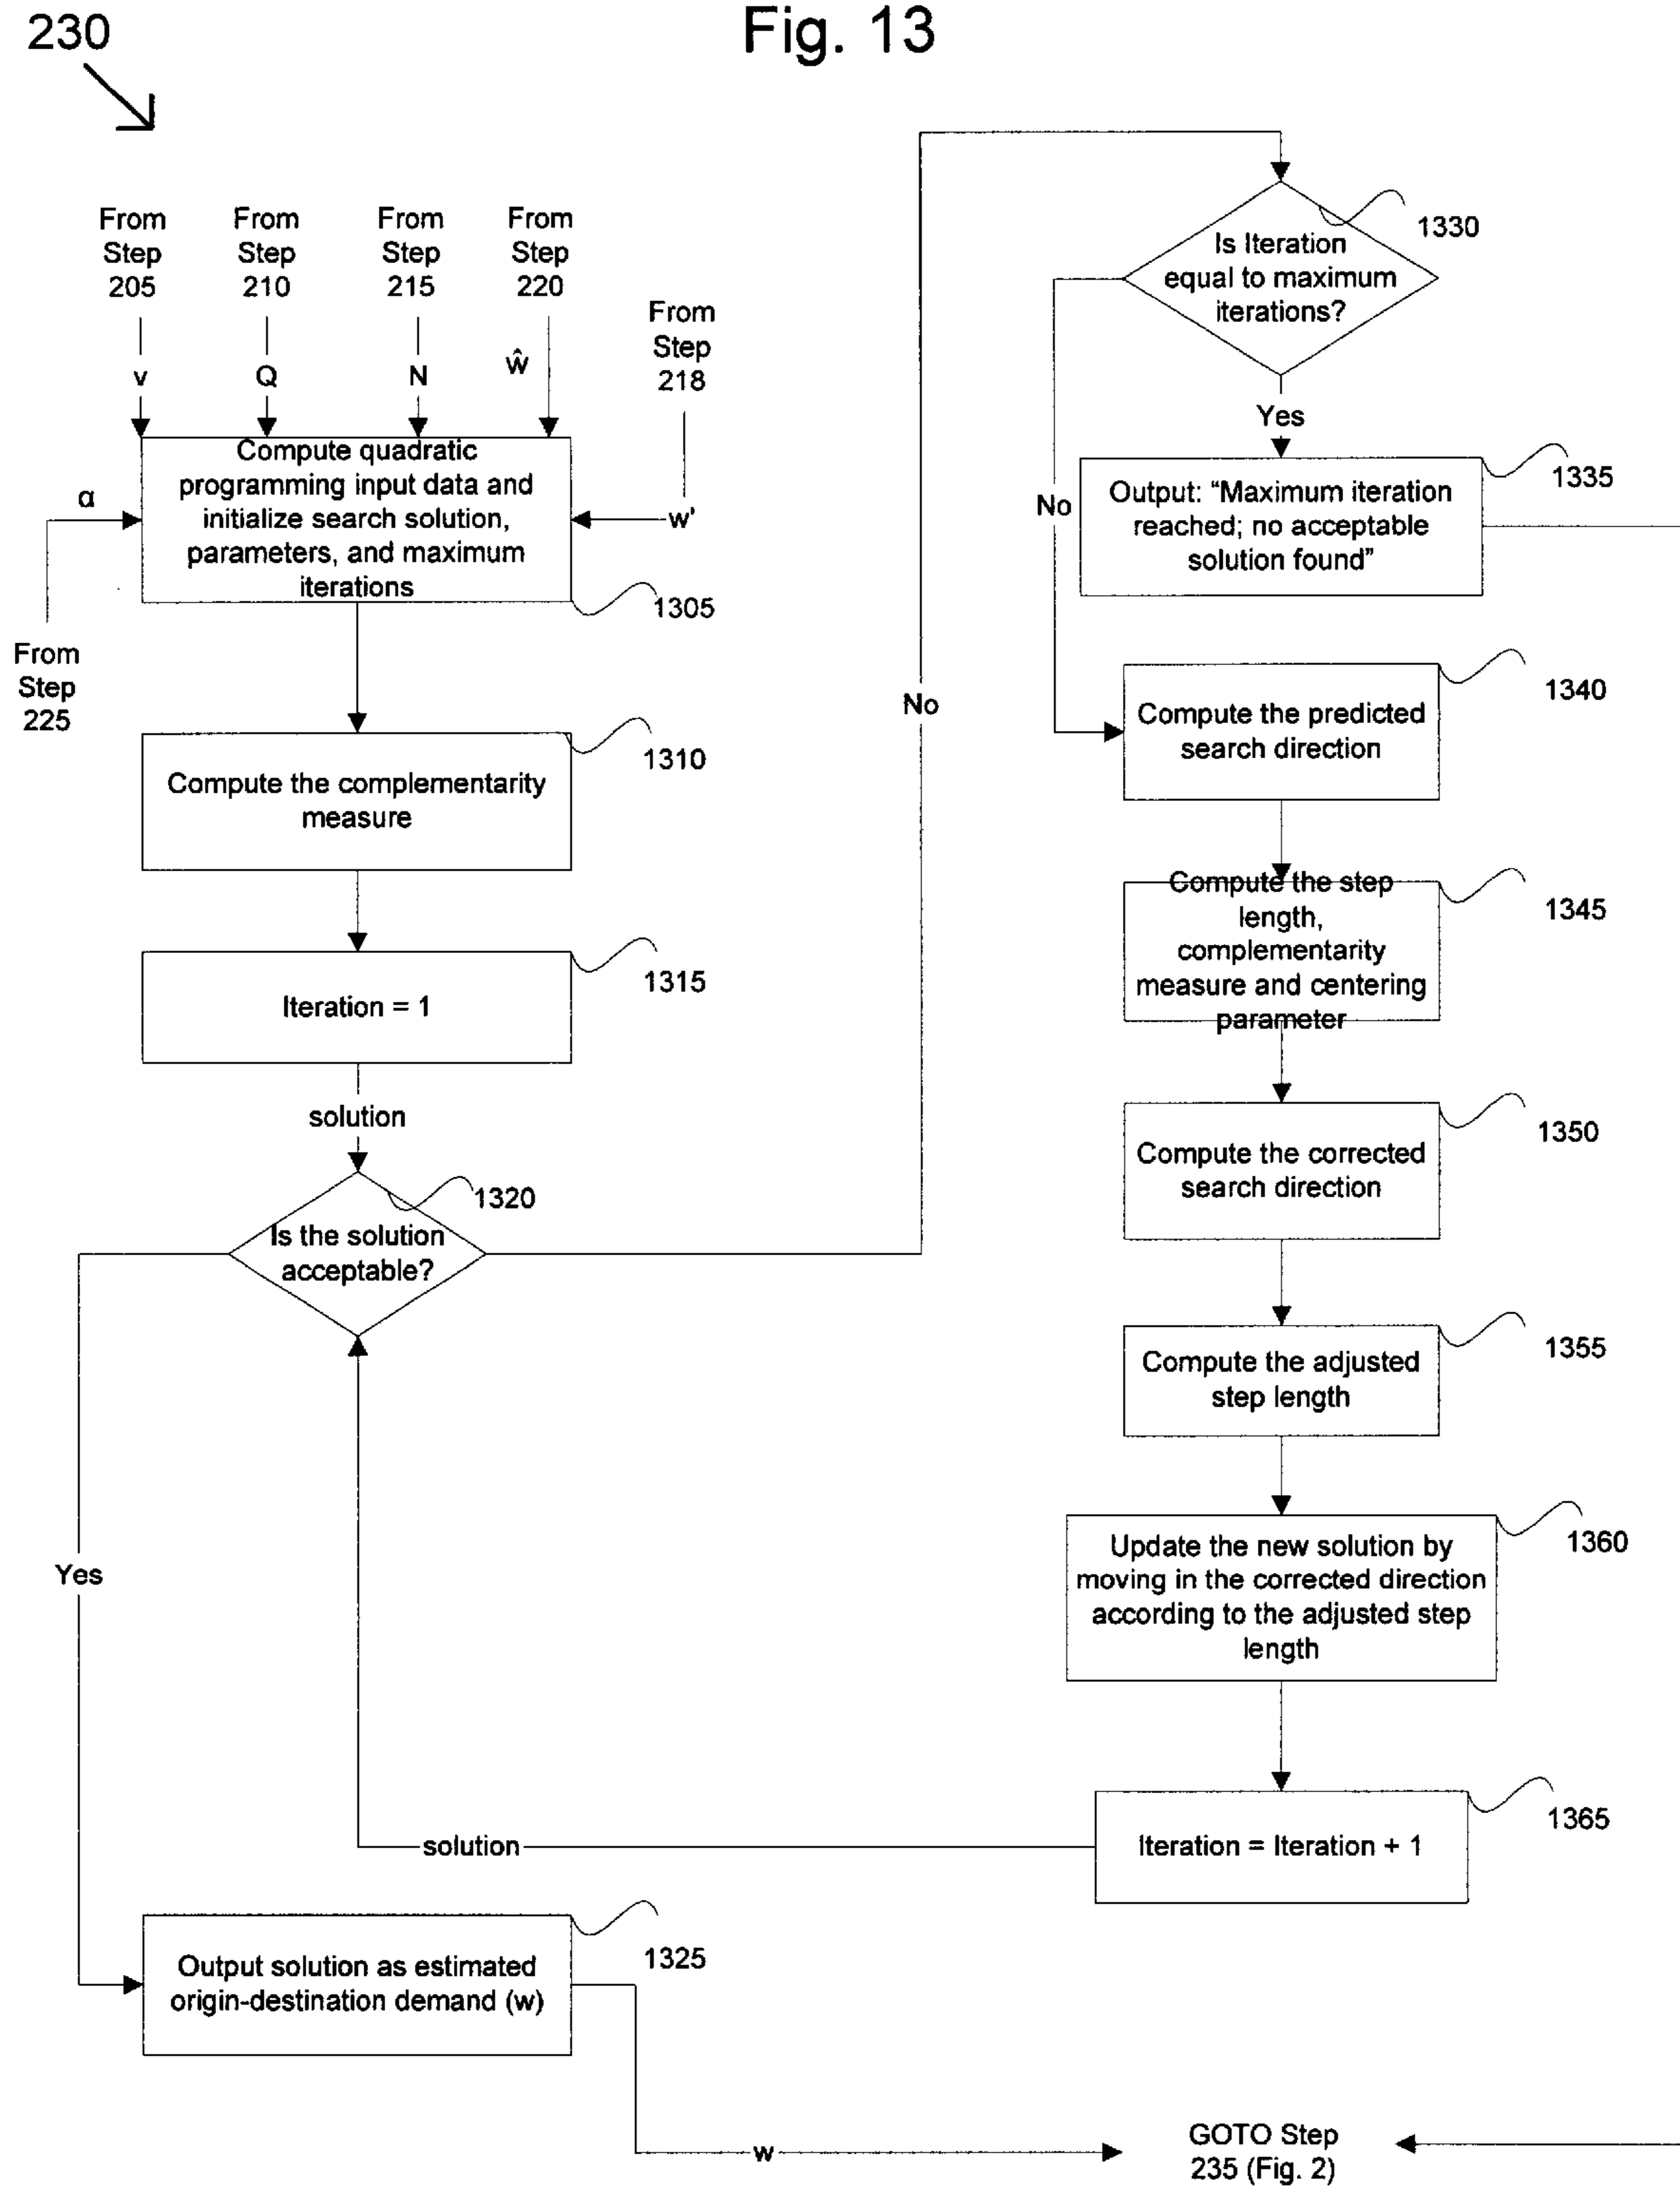 Fig. 13
230
From
Step
205
From
Step
210
From
Step
215
From
Step
220
From
Step
218
v
Q
N
ŵ
w'
α
From
Step
225
Compute quadratic
programming input data and
initialize search solution,
parameters, and maximum
iterations
1305
Compute the complementarity
measure
1310
Iteration = 1
1315
solution
Is the solution
acceptable?
1320
Yes
No
Output solution as estimated
origin-destination demand (w)
1325
w
Is Iteration
equal to maximum
iterations?
1330
Yes
No
Output: “Maximum iteration
reached; no acceptable
solution found”
1335
Compute the predicted
search direction
1340
Compute the step
length,
complementarity
measure and centering
parameter
1345
Compute the corrected
search direction
1350
Compute the adjusted
step length
1355
Update the new solution by
moving in the corrected direction
according to the adjusted step
length
1360
Iteration = Iteration + 1
1365
solution
GOTO Step
235 (Fig. 2)